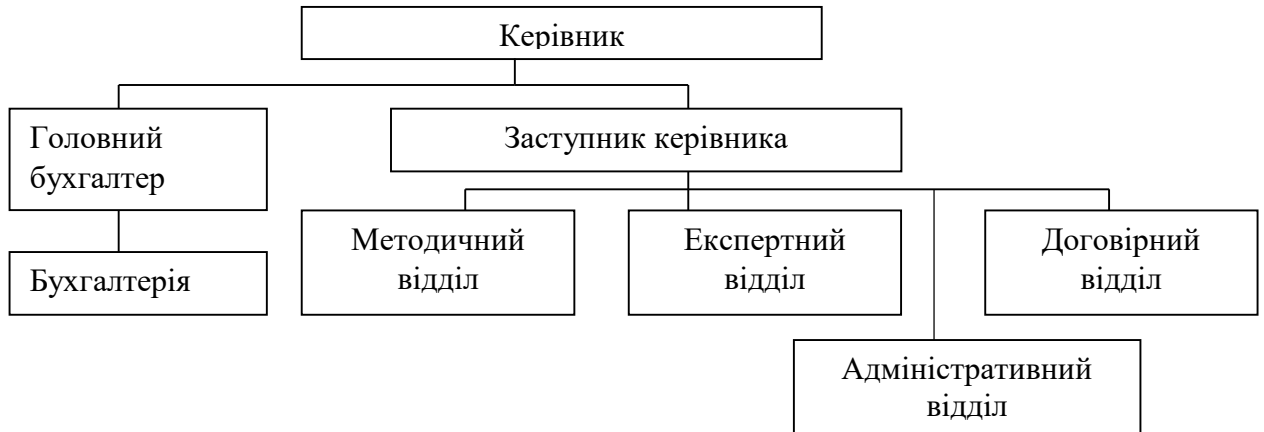 Керівник
Головний
бухгалтер
Заступник керівника
Бухгалтерія
Методичний
відділ
Експертний
відділ
Договірний
відділ
Адміністративний
відділ